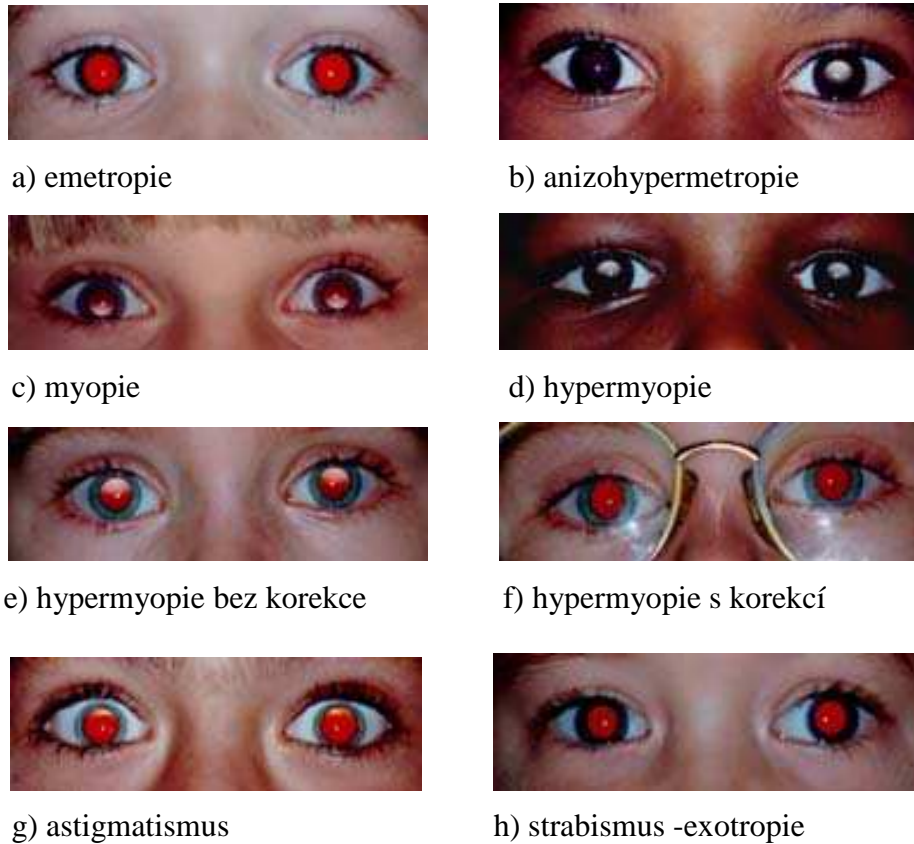 a) emetropie
b) anizohypermetropie
c) myopie
d) hypermyopie
e) hypermyopie bez korekce
f) hypermyopie s korekcí
g) astigmatismus
h) strabismus -exotropie